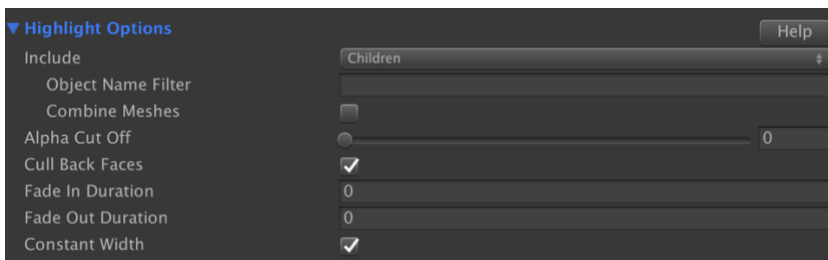 Highlight Options Help
Include Children
Object Name Filter
Combine Meshes
Alpha Cut Off 0
Cull Back Faces
Fade In Duration 0
Fade Out Duration 0
Constant Width